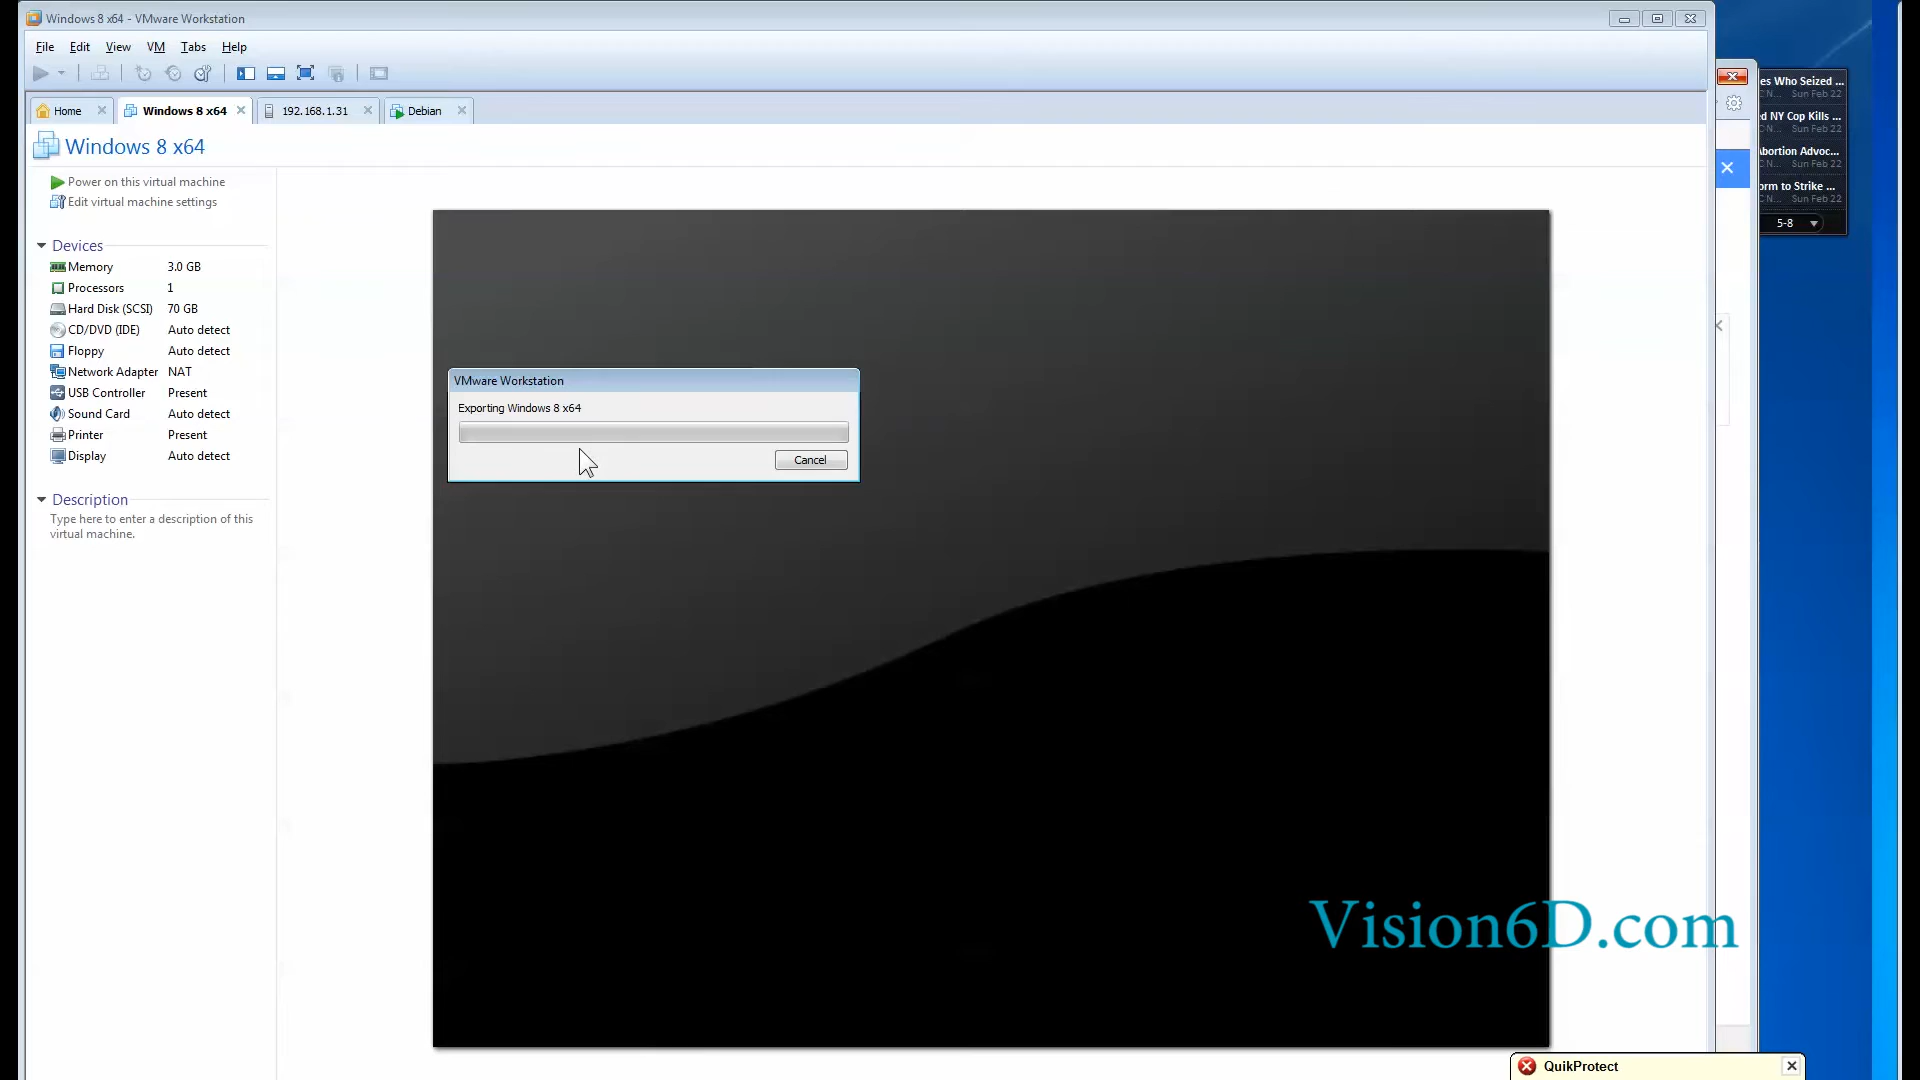 Windows 8 x64 - VMware Workstation
File Edit View VM Tabs Help
Home
Windows 8 x64
192.168.1.31
Debian
Windows 8 x64
Power on this virtual machine
Edit virtual machine settings
Devices
Memory 3.0 GB
Processors 1
Hard Disk (SCSI) 70 GB
CD/DVD (IDE) Auto detect
Floppy Auto detect
Network Adapter NAT
USB Controller Present
Sound Card Auto detect
Printer Present
Display Auto detect
Description
Type here to enter a description of this
virtual machine.
VMware Workstation
Exporting Windows 8 x64
Cancel
es Who Seized ...
Sun Feb 22
d NY Cop Kills ...
Sun Feb 22
Abortion Advoc...
Sun Feb 22
orm to Strike ...
Sun Feb 22
5-8
Vision6D.com
QuikProtect